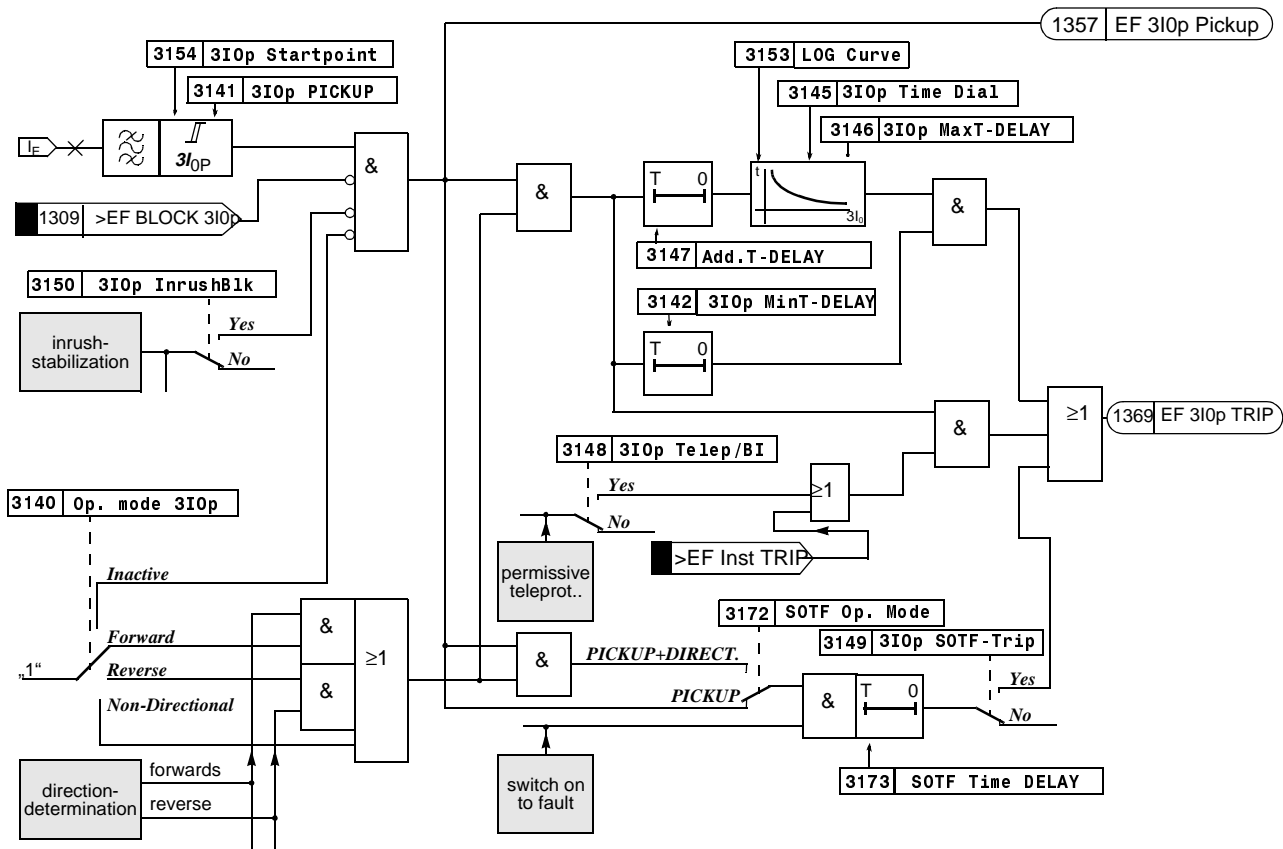 1357 EF 3I0p Pickup
3154 3I0p Startpoint
3153 LOG Curve
3141 3I0p PICKUP
3145 3I0p Time Dial
3146 3I0p MaxT-DELAY
IE
3I0P
&
&
T 0
t
3I0
&
1309 >EF BLOCK 3I0p
3147 Add.T-DELAY
3150 3I0p InrushBlk
3142 3I0p MinT-DELAY
Yes
inrush-
stabilization
No
T 0
≥1
1369 EF 3I0p TRIP
&
3148 3I0p Telep/BI
Yes
≥1
3140 Op. mode 3I0p
No
>EF Inst TRIP
permissive
teleprot..
Inactive
3172 SOTF Op. Mode
&
Forward
≥1
3149 3I0p SOTF-Trip
&
PICKUP+DIRECT.
„1“
Reverse
&
Yes
PICKUP
T 0
Non-Directional
&
No
forwards
direction-
determination
reverse
switch on
to fault
3173 SOTF Time DELAY